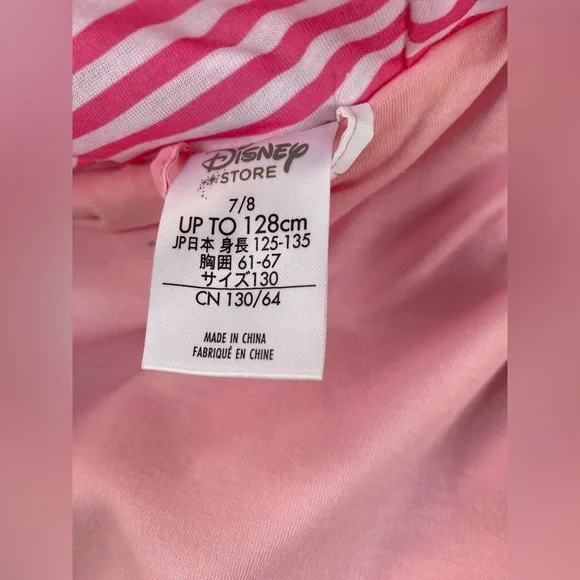 Disney
STORE
7/8
UP TO 128cm
JP日本 身長 125-135
胸囲 61-67
サイズ130
CN 130/64
MADE IN CHINA
FABRIQUÉ EN CHINE